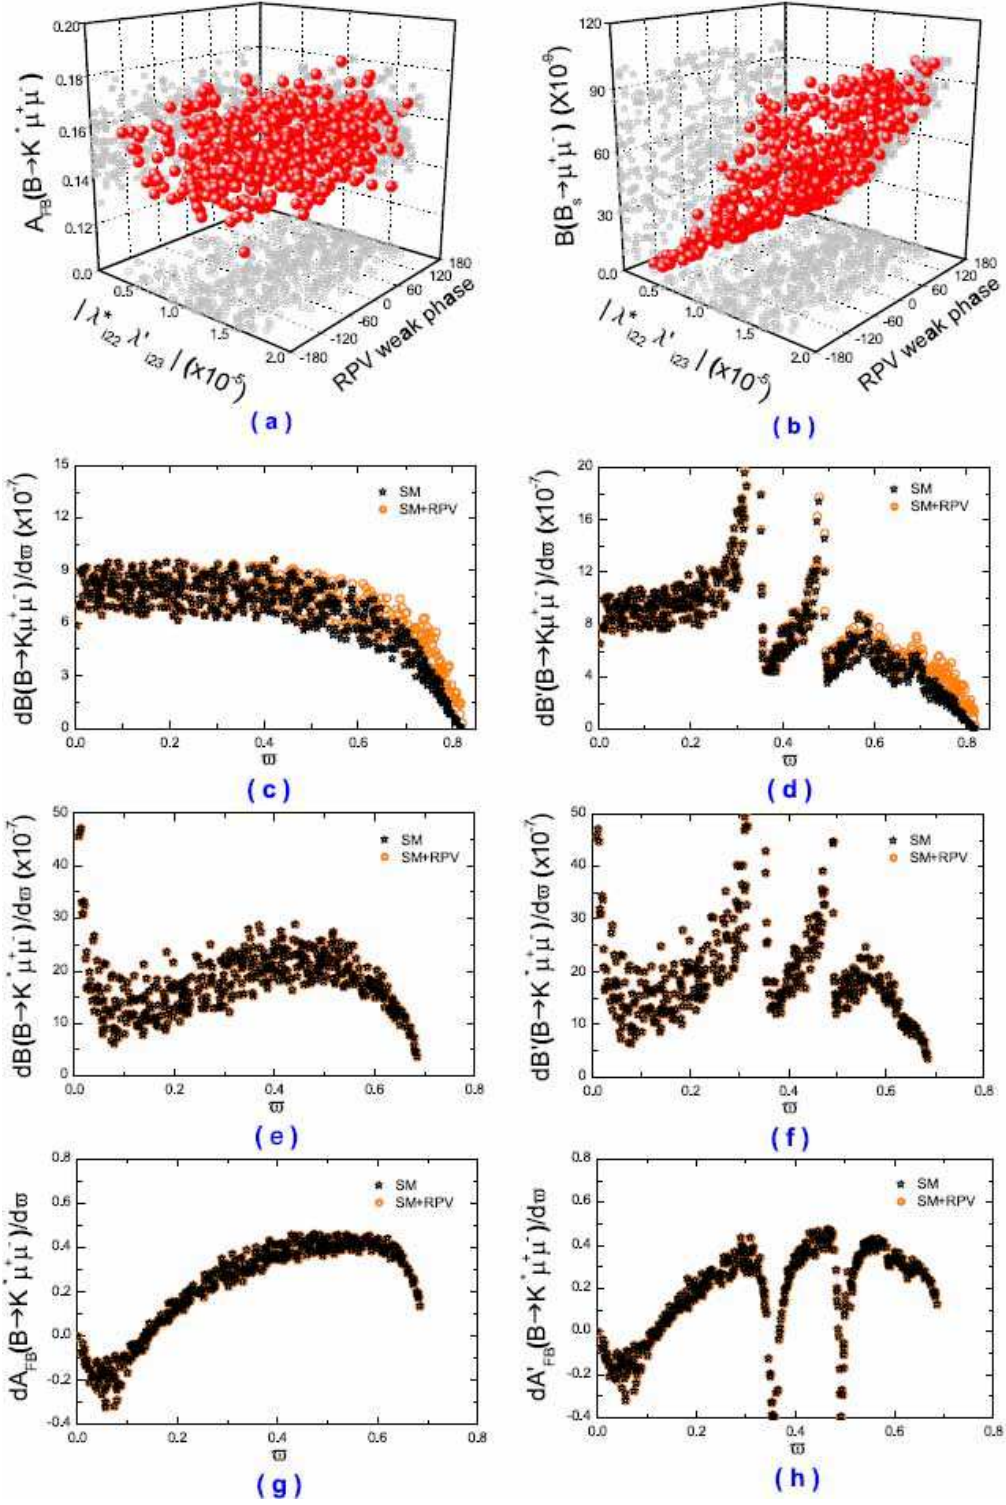 A_FB(B→K*μ⁺μ⁻)
0.20
0.18
0.16
0.14
0.12
0.0
0.5
1.0
1.5
2.0
| λ*_i22 λ'_i23 | (x10⁻⁵)
-180
-120
-60
0
60
120
180
RPV weak phase
( a )
B(B_s→μ⁺μ⁻) (X10⁻⁹)
120
90
60
30
0.0
0.5
1.0
1.5
2.0
| λ*_i22 λ'_i23 | (x10⁻⁵)
-180
-120
-60
0
60
120
180
RPV weak phase
( b )
dB(B→Kμ⁺μ⁻)/dϖ (x10⁻⁷)
15
12
9
6
3
0
SM
SM+RPV
0.0 0.2 0.4 0.6 0.8
ϖ
( c )
dB'(B→Kμ⁺μ⁻)/dϖ (x10⁻⁷)
20
16
12
8
4
0
SM
SM+RPV
0.0 0.2 0.4 0.6 0.8
ϖ
( d )
dB(B→K*μ⁺μ⁻)/dϖ (x10⁻⁷)
50
40
30
20
10
0
SM
SM+RPV
0.0 0.2 0.4 0.6 0.8
ϖ
( e )
dB'(B→K*μ⁺μ⁻)/dϖ (x10⁻⁷)
50
40
30
20
10
0
SM
SM+RPV
0.0 0.2 0.4 0.6 0.8
ϖ
( f )
dA_FB(B→K*μ⁺μ⁻)/dϖ
0.8
0.6
0.4
0.2
0.0
-0.2
-0.4
SM
SM+RPV
0.0 0.2 0.4 0.6 0.8
ϖ
( g )
dA'_FB(B→K*μ⁺μ⁻)/dϖ
0.8
0.6
0.4
0.2
0.0
-0.2
-0.4
SM
SM+RPV
0.0 0.2 0.4 0.6 0.8
ϖ
( h )